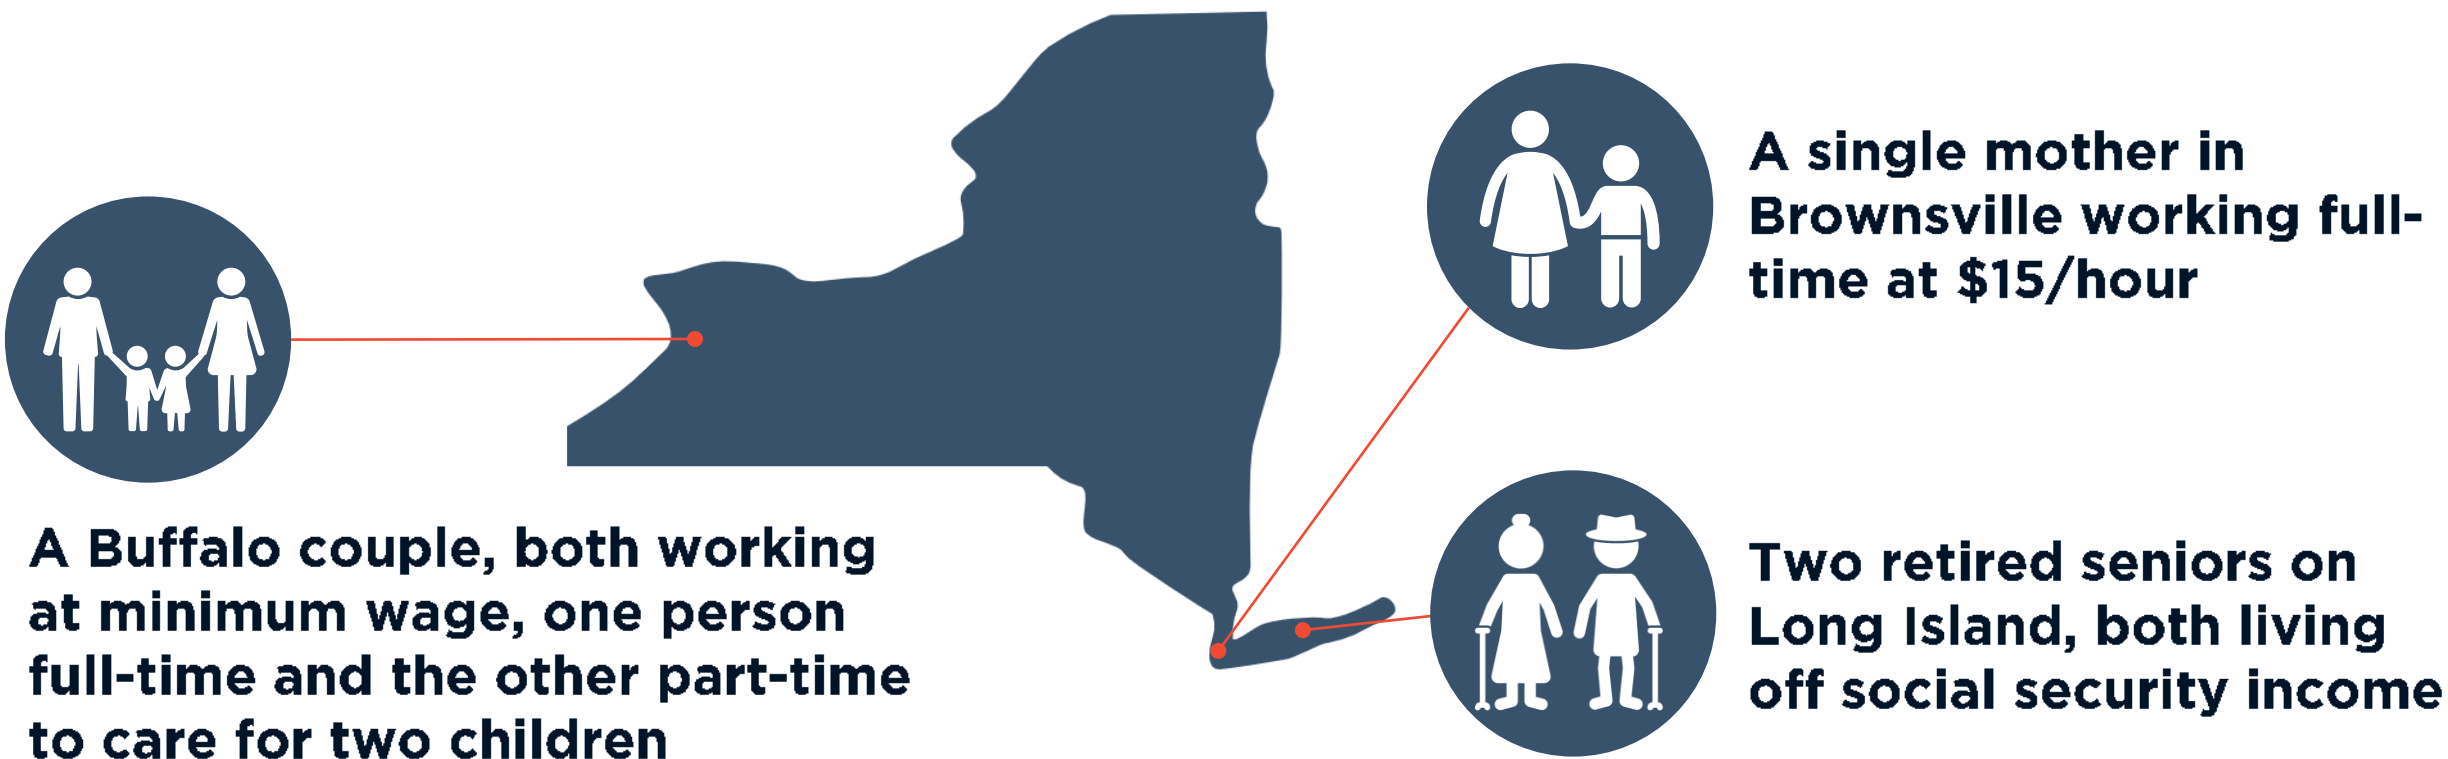 A single mother in
Brownsville working full-
time at $15/hour
A Buffalo couple, both working
at minimum wage, one person
full-time and the other part-time
to care for two children
Two retired seniors on
Long Island, both living
off social security income